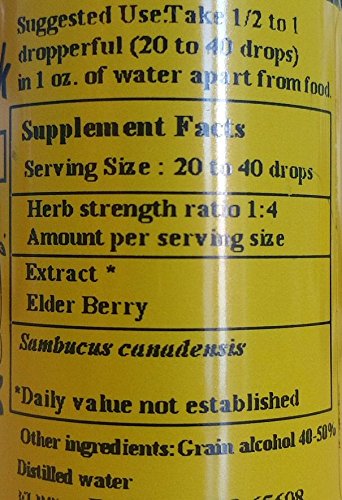 Suggested Use:Take 1/2 to 1
dropperful (20 to 40 drops)
in 1 oz. of water apart from food.
Supplement Facts
Serving Size : 20 to 40 drops
Herb strength ratio 1:4
Amount per serving size
Extract *
Elder Berry
Sambucus canadensis
*Daily value not established
Other ingredients: Grain alcohol 40-50%
Distilled water